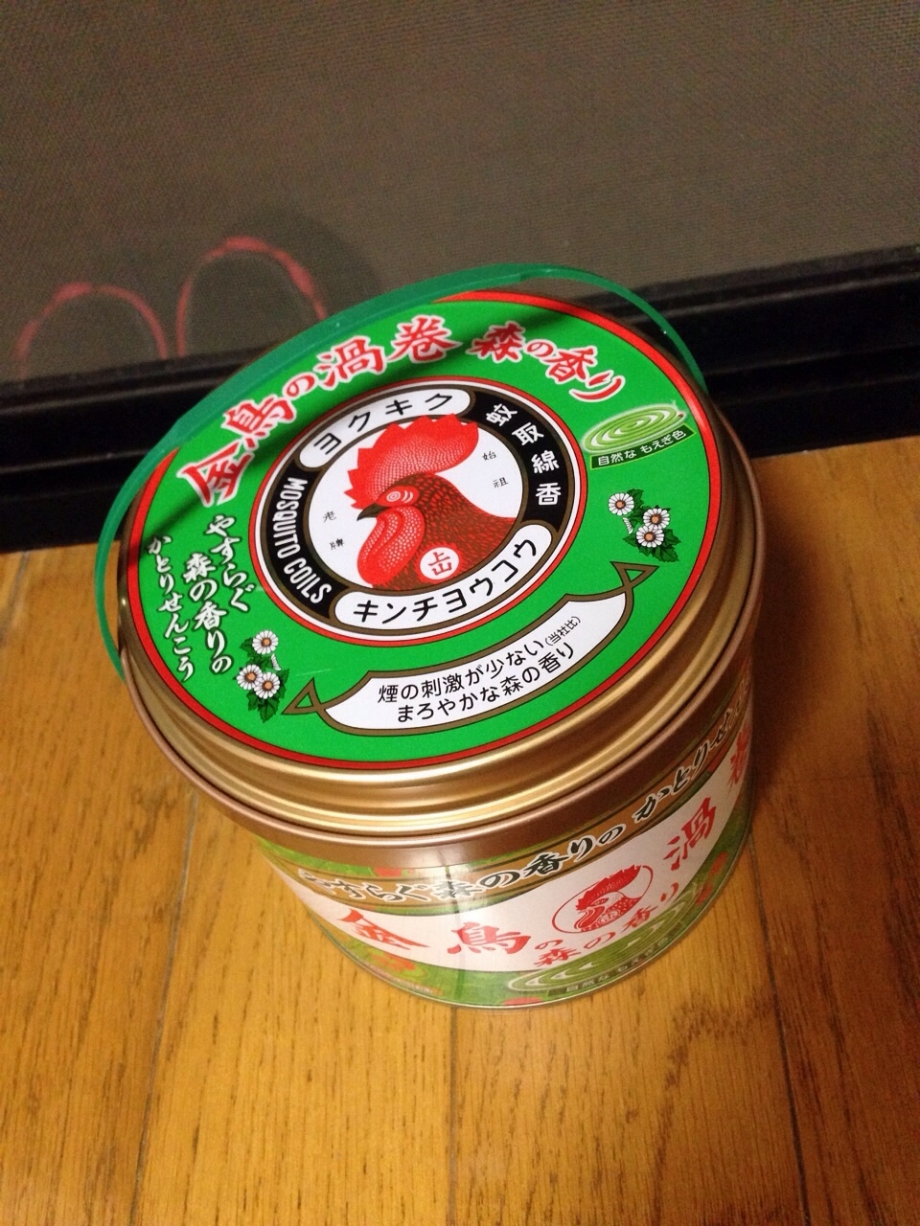 金鳥の渦巻 森の香り
ヨクキク
蚊取線香
MOSQUITO COILS
キンチヨウコウ
始祖
老牌
上山
自然な もえぎ色
やすらぐ
森の香りの
かとりせんこう
煙の刺激が少ない(当社比)
まろやかな森の香り
やすらぐ森の香りの かとりせ
金鳥の 渦巻
森の香り